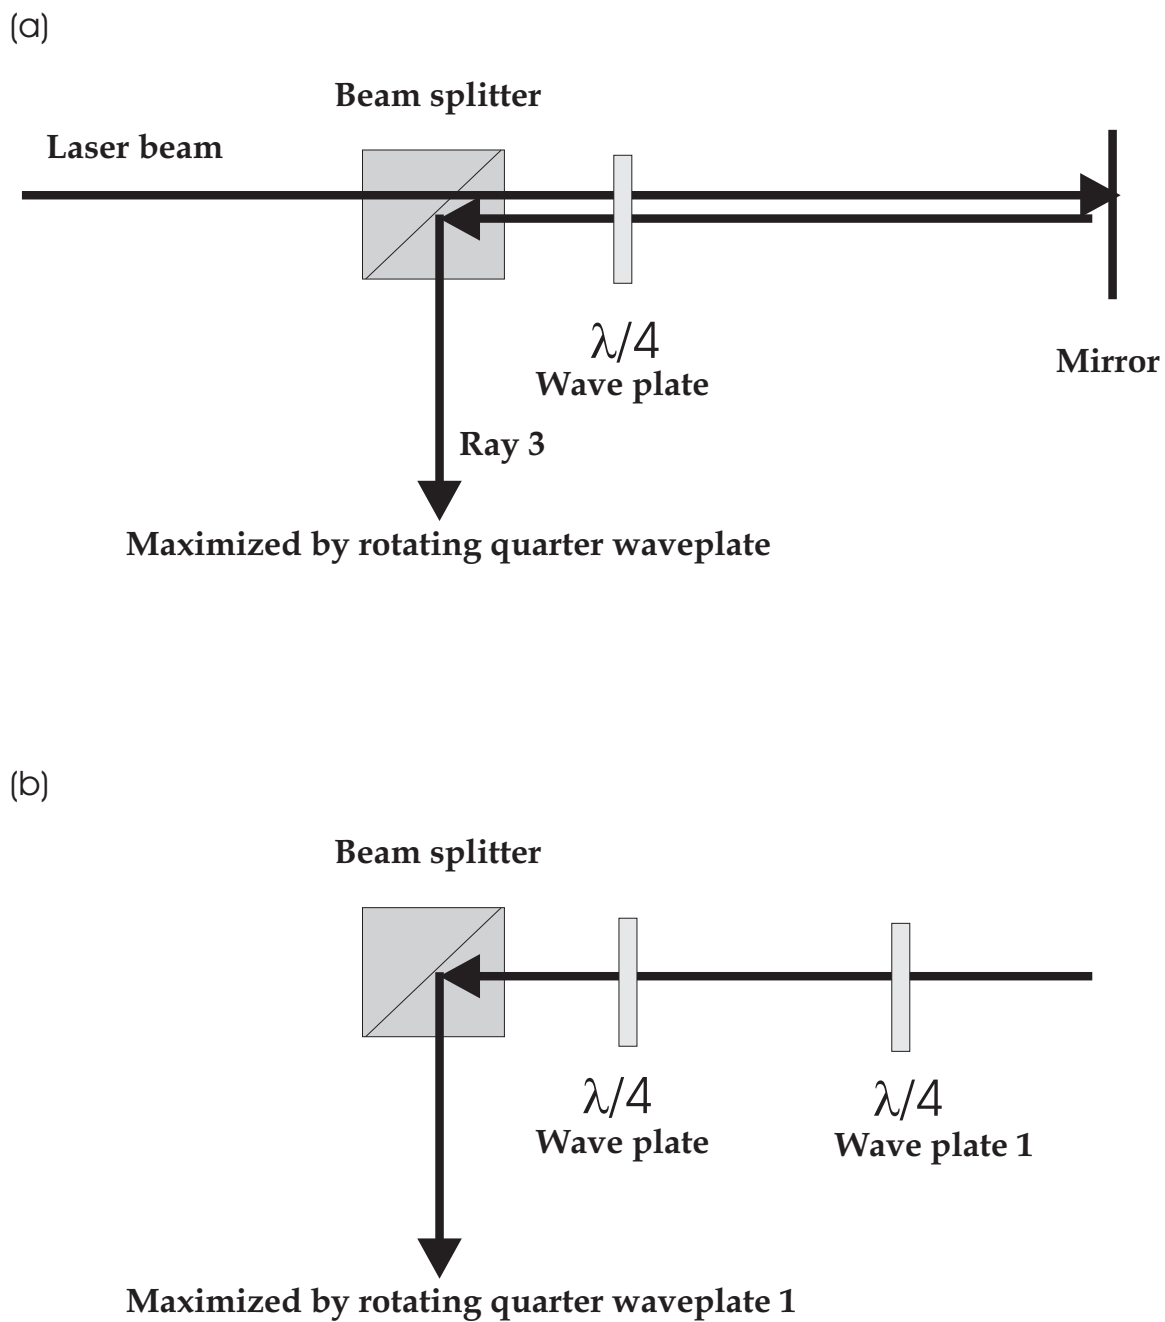 (a)
Beam splitter
Laser beam
λ/4
Wave plate
Mirror
Ray 3
Maximized by rotating quarter waveplate
(b)
Beam splitter
λ/4
Wave plate
λ/4
Wave plate 1
Maximized by rotating quarter waveplate 1